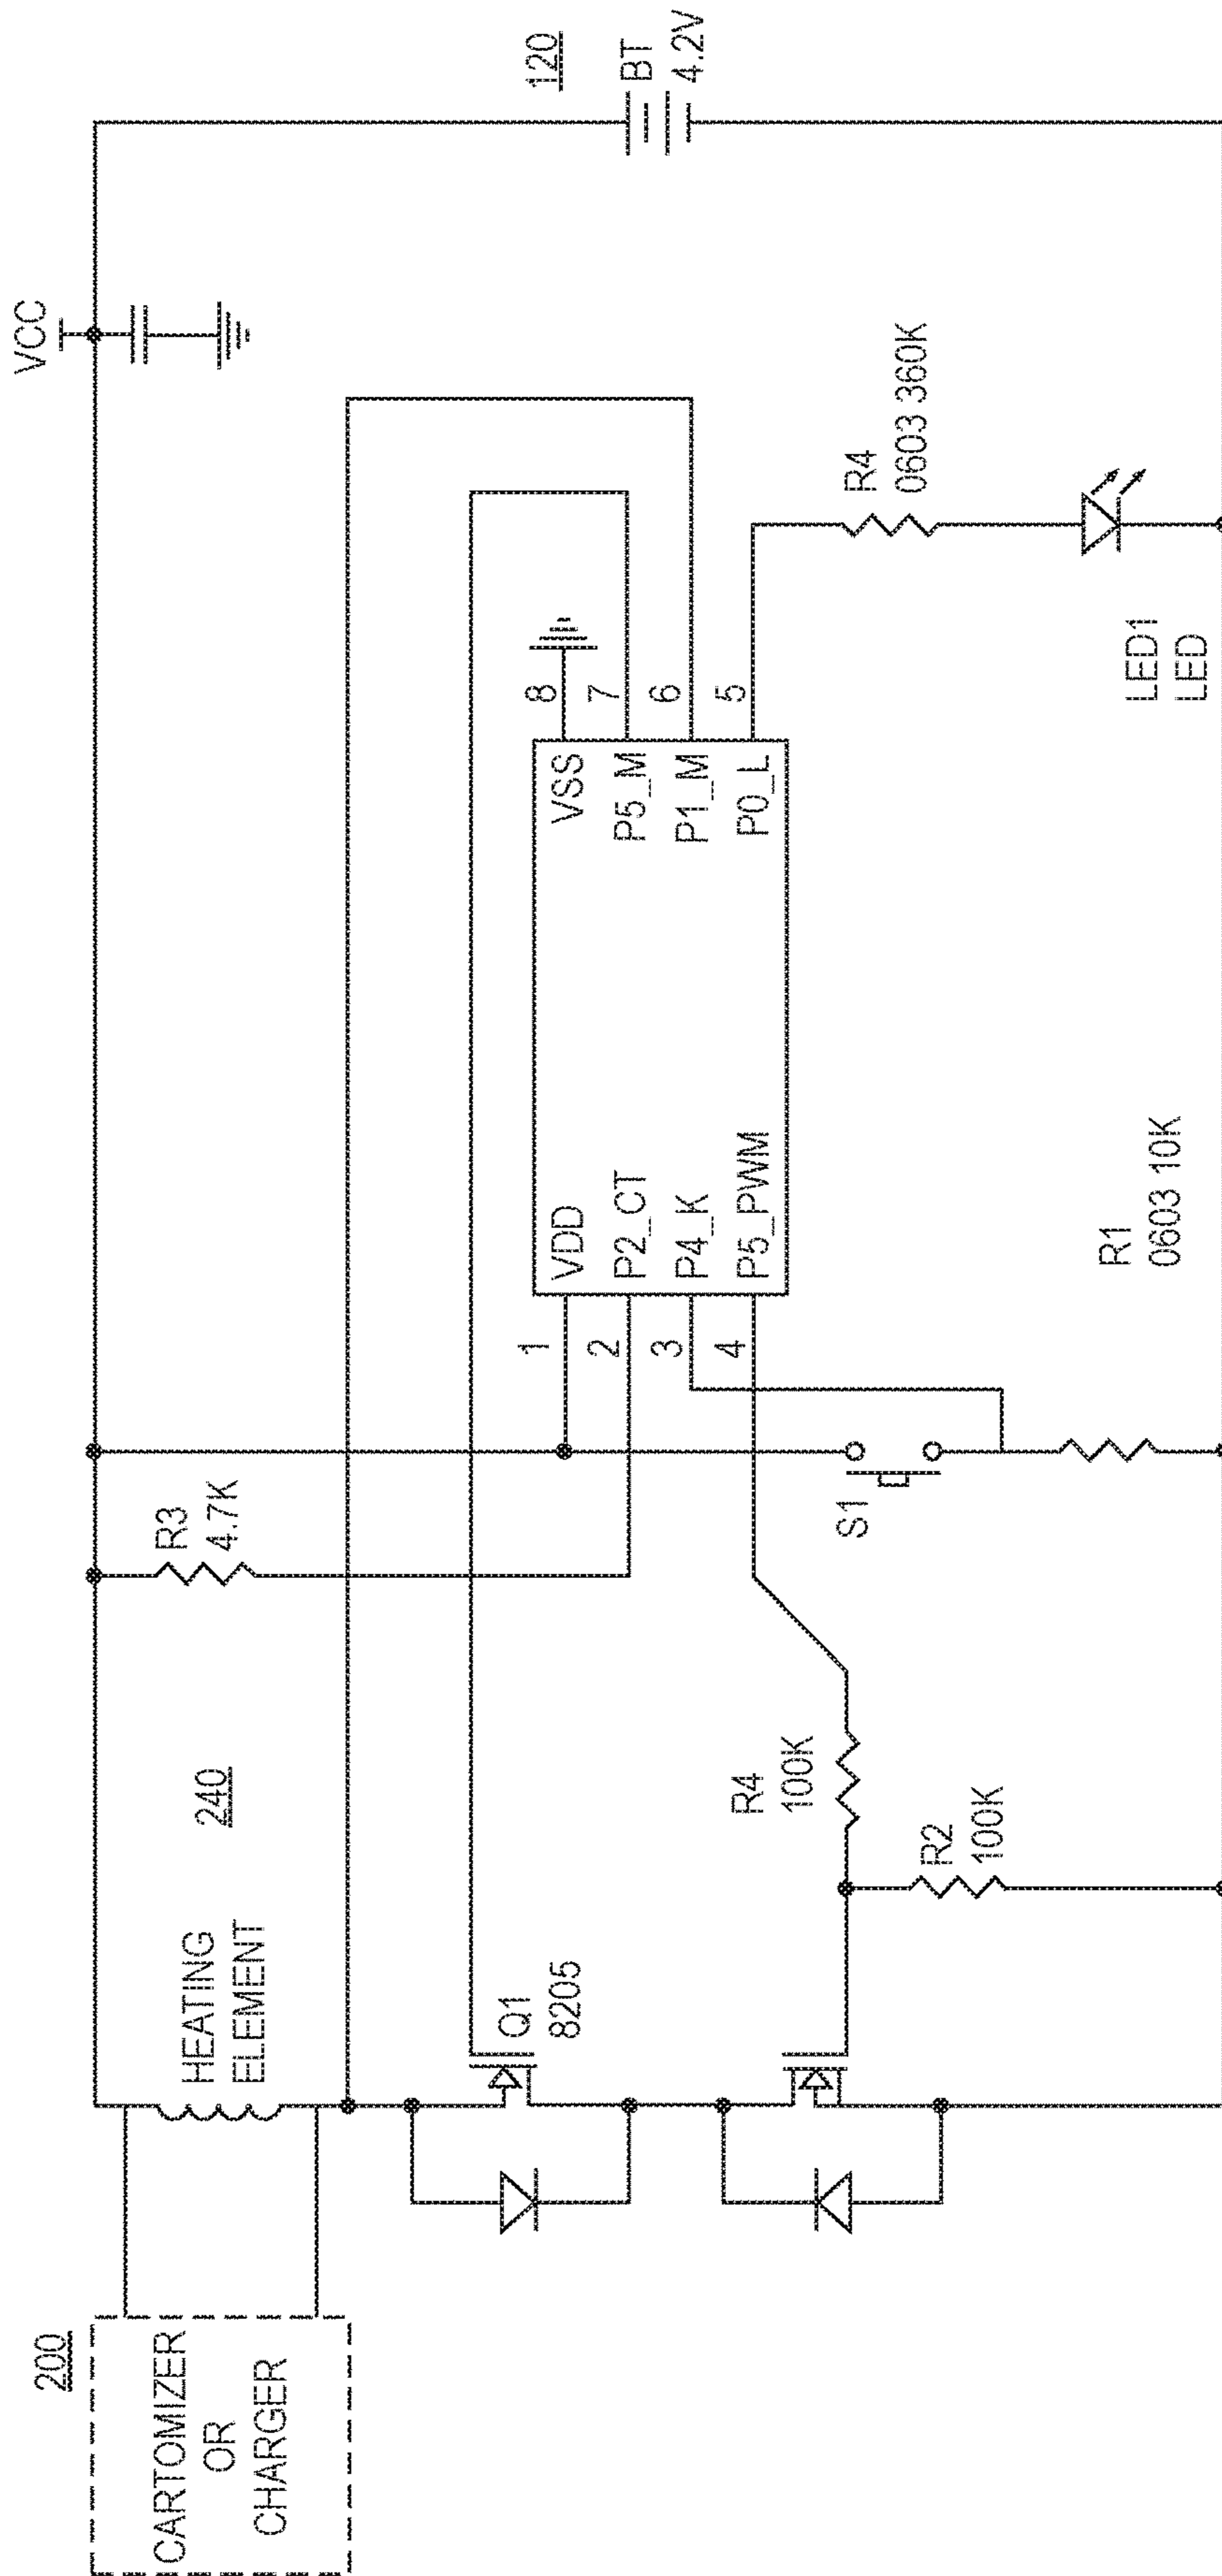 200
CARTOMIZER
OR
CHARGER
HEATING
ELEMENT
240
R3
4.7K
VCC
120
BT
4.2V
Q1
8205
R4
100K
R2
100K
S1
R1
0603 10K
1
2
3
4
VDD
P2_CT
P4_K
P5_PWM
VSS
P5_M
P1_M
P0_L
8
7
6
5
R4
0603 360K
LED1
LED